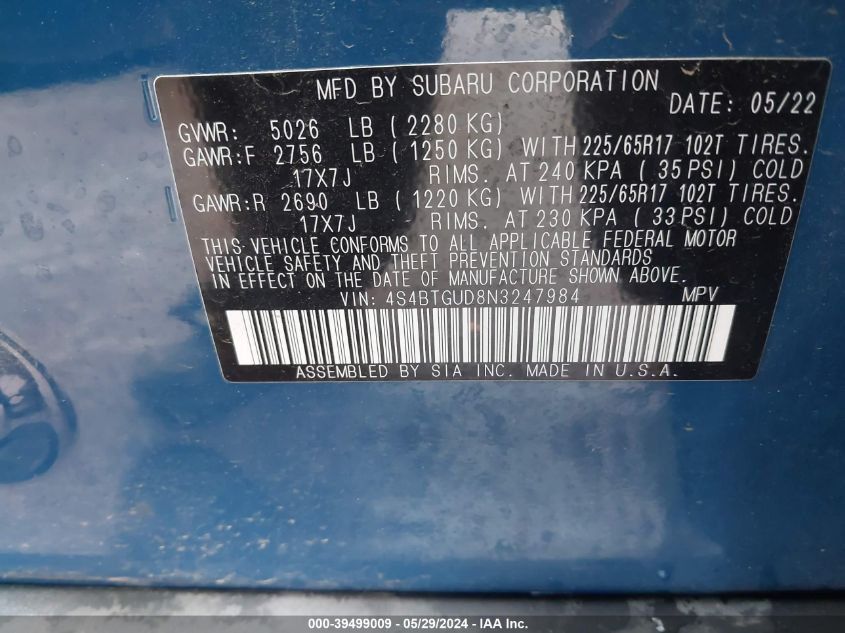 MFD BY SUBARU CORPORATION
DATE: 05/22
GVWR: 5026 LB ( 2280 KG)
GAWR:F 2756 LB ( 1250 KG) WITH 225/65R17 102T TIRES.
17X7J RIMS. AT 240 KPA ( 35 PSI) COLD
GAWR:R 2690 LB ( 1220 KG) WITH 225/65R17 102T TIRES.
17X7J RIMS. AT 230 KPA ( 33 PSI) COLD
THIS VEHICLE CONFORMS TO ALL APPLICABLE FEDERAL MOTOR
VEHICLE SAFETY AND THEFT PREVENTION STANDARDS
IN EFFECT ON THE DATE OF MANUFACTURE SHOWN ABOVE.
VIN: 4S4BTGUD8N3247984 MPV
ASSEMBLED BY SIA INC. MADE IN U.S.A.
000-39499009 - 05/29/2024 - IAA Inc.